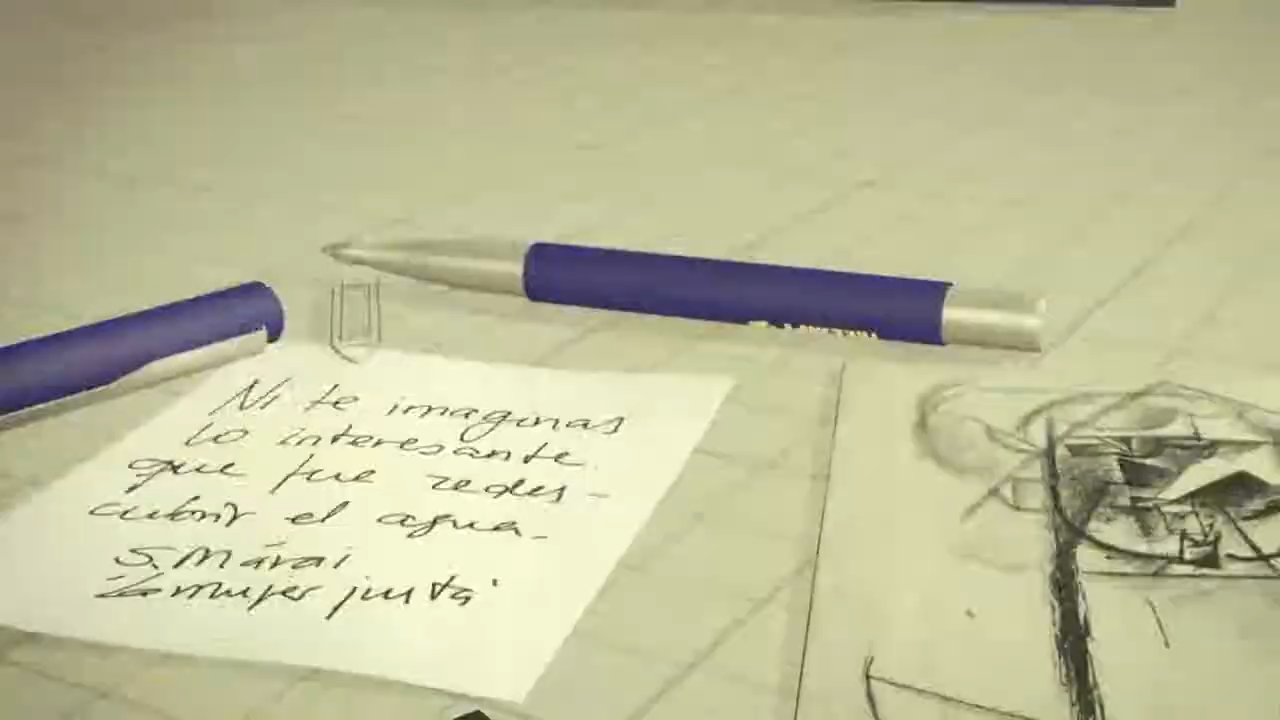 Ni te imaginas
lo interesante
que fue redes-
cubrir el agua.
S. Márai
"La mujer justa"